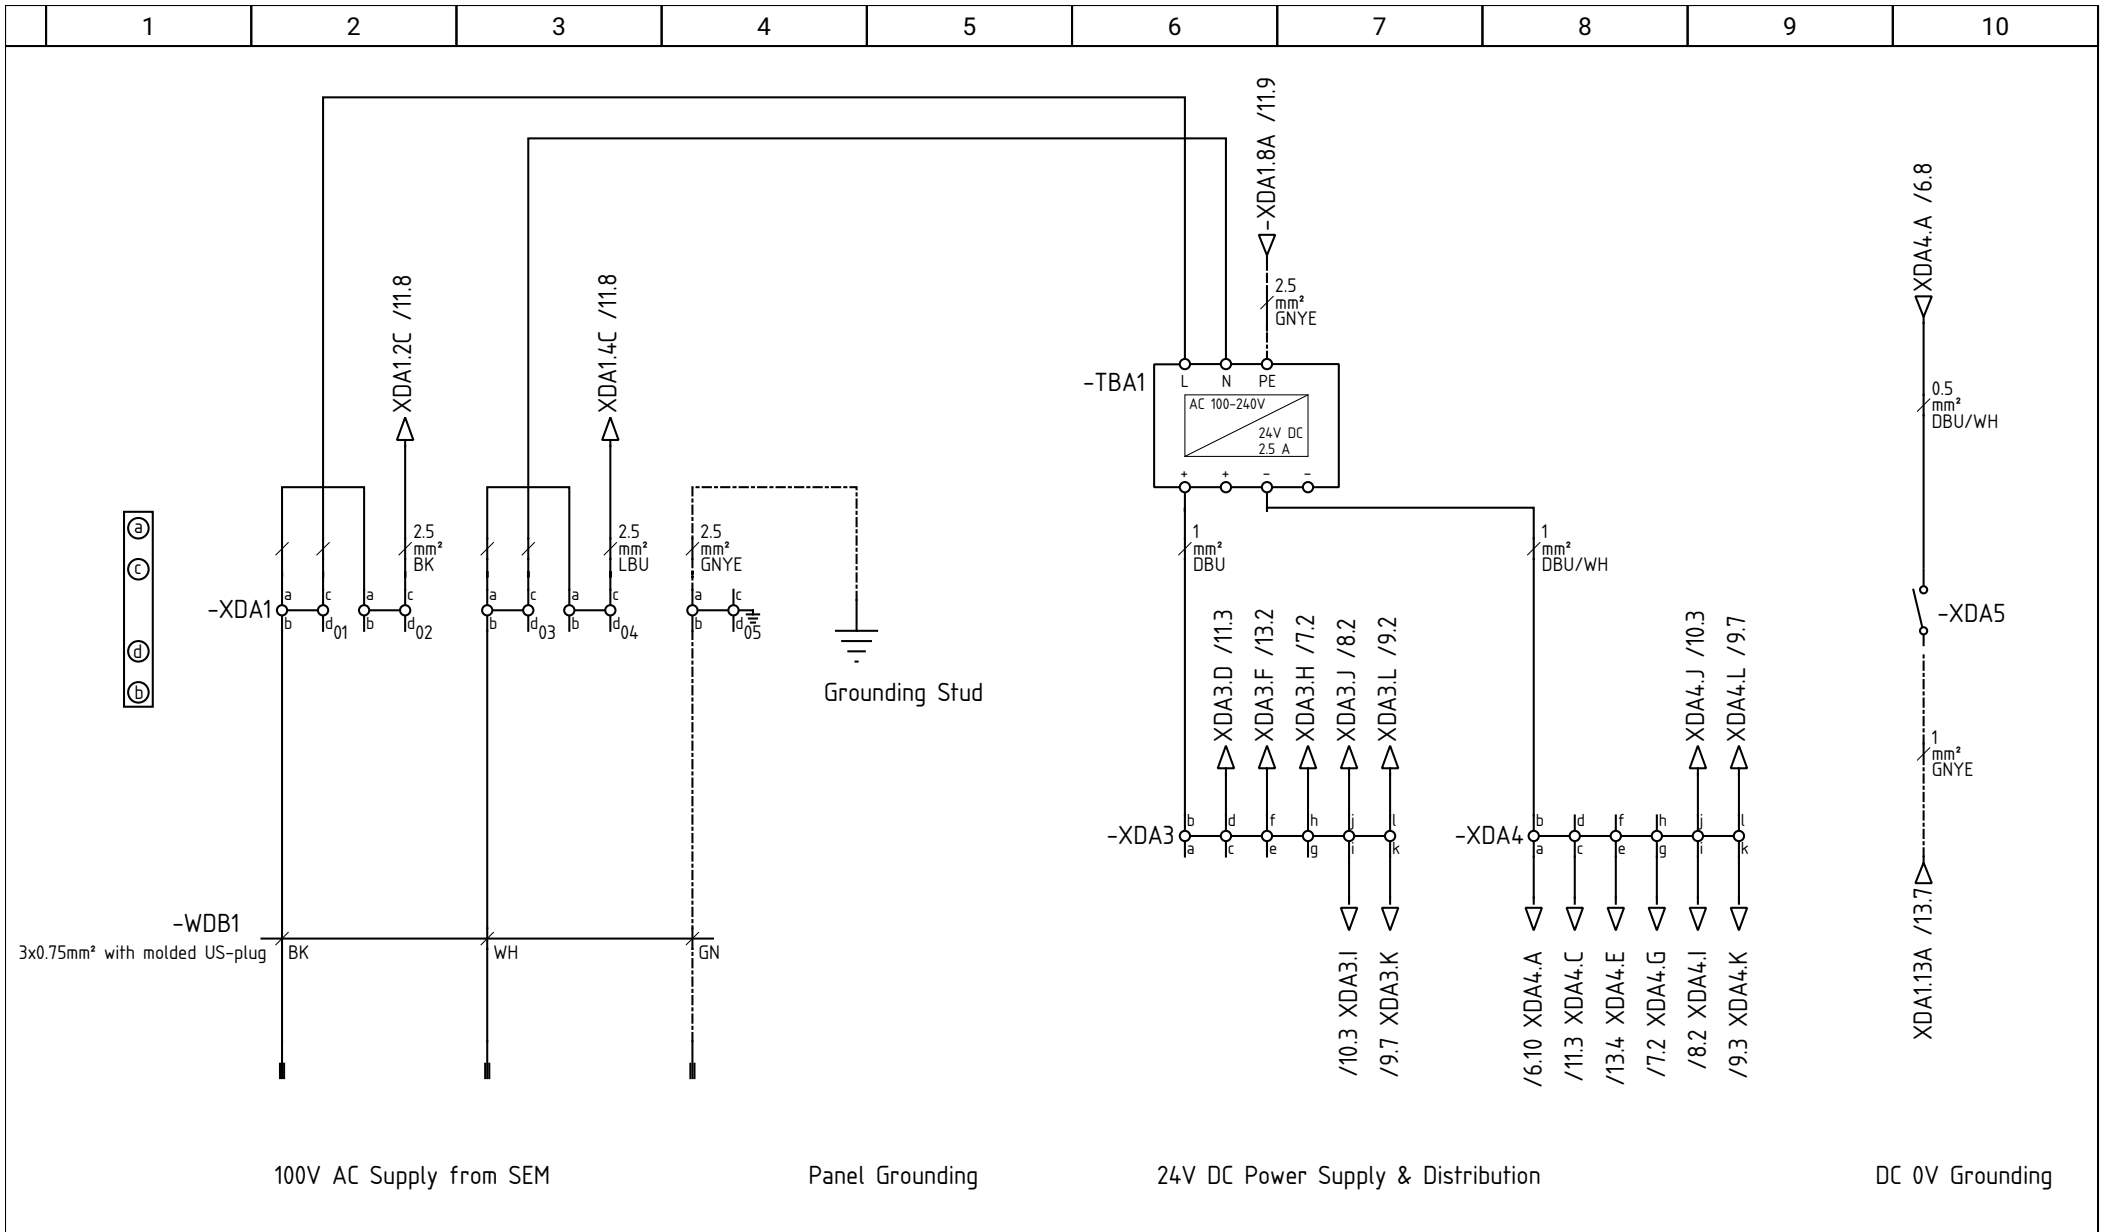 1 2 3 4 5 6 7 8 9 10
-XDA1.8A /11.9
XDA4.A /6.8
XDA1.2C /11.8
XDA1.4C /11.8
2.5
mm²
GNYE
-TBA1
L N PE
AC 100-240V
24V DC
2.5 A
+ + - -
0.5
mm²
DBU/WH
a
c
d
b
2.5
mm²
BK
2.5
mm²
LBU
2.5
mm²
GNYE
1
mm²
DBU
1
mm²
DBU/WH
-XDA1
a c a c a c a c a c
b d 01 b d 02 b d 03 b d 04 b d 05
-XDA5
Grounding Stud
XDA3.D /11.3
XDA3.F /13.2
XDA3.H /7.2
XDA3.J /8.2
XDA3.L /9.2
XDA4.J /10.3
XDA4.L /9.7
1
mm²
GNYE
-XDA3
b d f h j l
a c e g i k
-XDA4
b d f h j l
a c e g i k
-WDB1
3x0.75mm² with molded US-plug
BK
WH
GN
/10.3 XDA3.I
/9.7 XDA3.K
/6.10 XDA4.A
/11.3 XDA4.C
/13.4 XDA4.E
/7.2 XDA4.G
/8.2 XDA4.I
/9.3 XDA4.K
XDA1.13A /13.7
100V AC Supply from SEM
Panel Grounding
24V DC Power Supply & Distribution
DC 0V Grounding